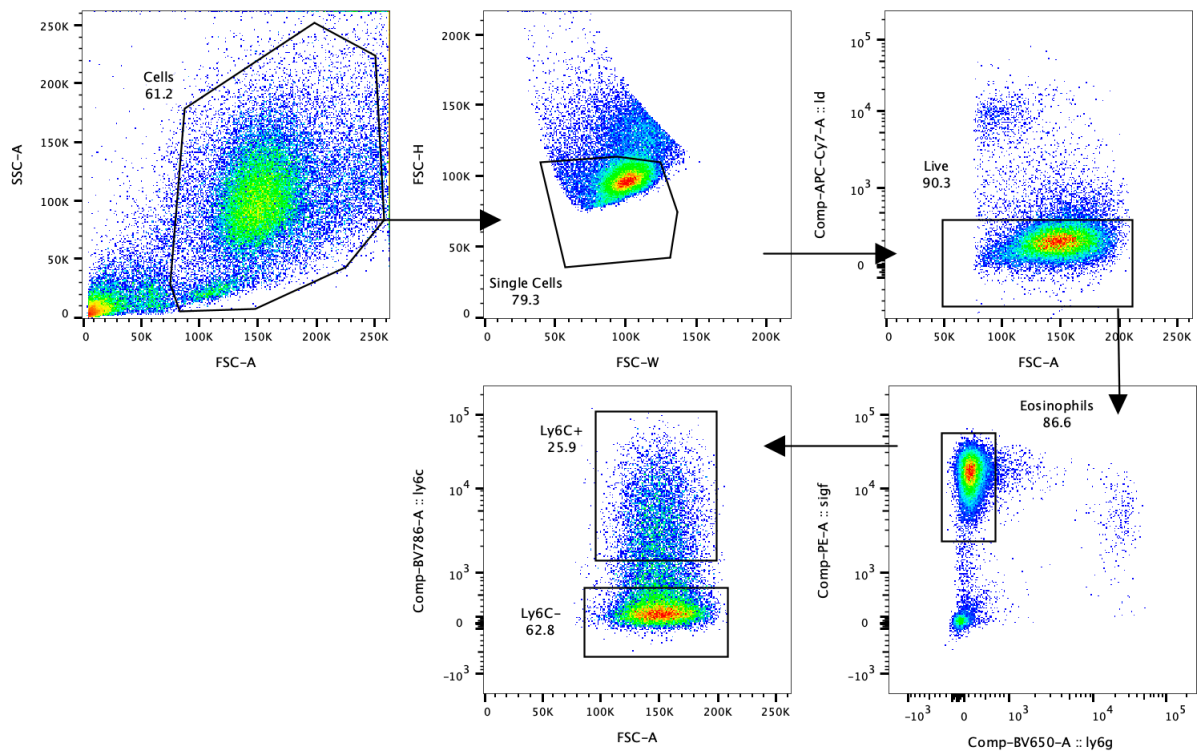 250K
200K
150K
100K
50K
0
SSC-A
Cells
61.2
0
50K
100K
150K
200K
250K
FSC-A
200K
150K
100K
50K
0
FSC-H
Single Cells
79.3
0
50K
100K
150K
200K
FSC-W
10^5
10^4
10^3
0
Comp-APC-Cy7-A :: ld
Live
90.3
0
50K
100K
150K
200K
250K
FSC-A
10^5
10^4
10^3
0
-10^3
Comp-BV786-A :: ly6c
Ly6C+
25.9
Ly6C-
62.8
0
50K
100K
150K
200K
250K
FSC-A
10^5
10^4
10^3
0
-10^3
Comp-PE-A :: sigf
Eosinophils
86.6
-10^3
0
10^3
10^4
10^5
Comp-BV650-A :: ly6g